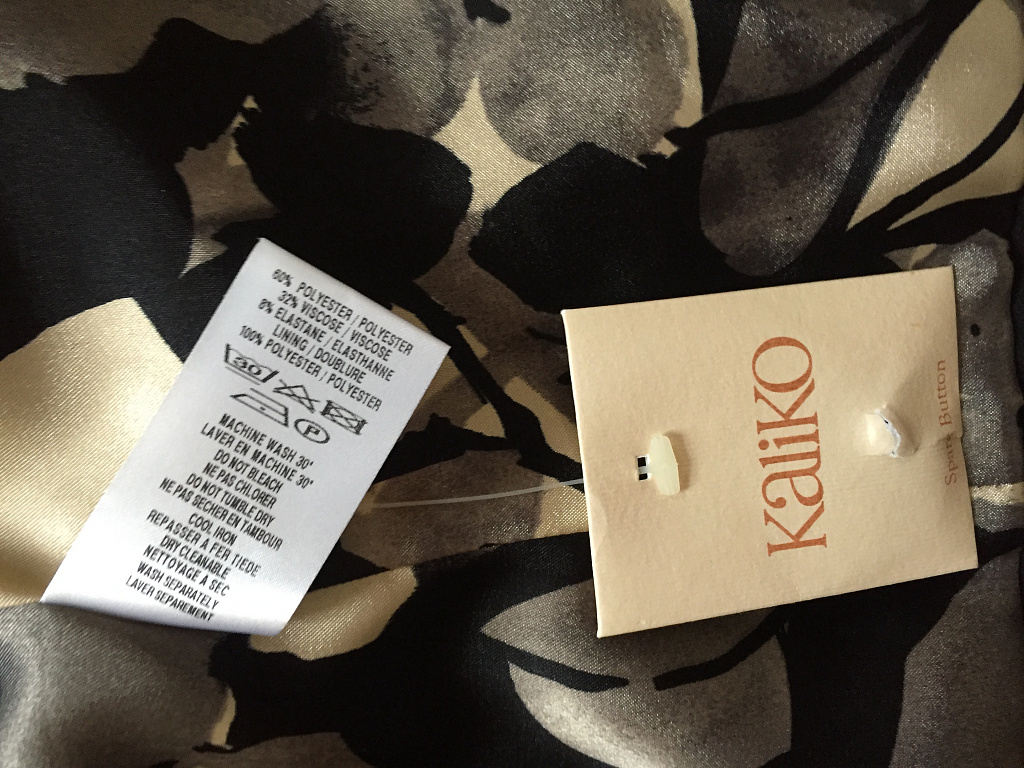 60% POLYESTER / POLYESTER
32% VISCOSE / VISCOSE
8% ELASTANE / ELASTHANNE
LINING / DOUBLURE
100% POLYESTER / POLYESTER
30
P
MACHINE WASH 30°
LAVER EN MACHINE 30°
DO NOT BLEACH
NE PAS CHLORER
DO NOT TUMBLE DRY
NE PAS SECHER EN TAMBOUR
COOL IRON
REPASSER A FER TIEDE
DRY CLEANABLE
NETTOYAGE A SEC
WASH SEPARATELY
LAVER SEPAREMENT
KaliKO
Spare Button